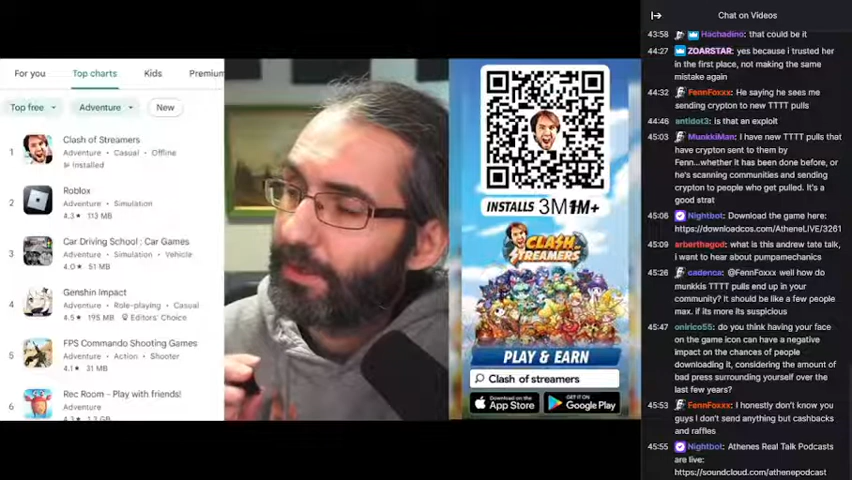 For you
Top charts
Kids
Premium
Top free
Adventure
New
1
Clash of Streamers
Adventure • Casual • Offline
Installed
2
Roblox
Adventure • Simulation
4.3★ 113 MB
3
Car Driving School : Car Games
Adventure • Simulation • Vehicle
4.0★ 51 MB
4
Genshin Impact
Adventure • Role-playing • Casual
4.5★ 195 MB Editors' Choice
5
FPS Commando Shooting Games
Adventure • Action • Shooter
4.1★ 31 MB
6
Rec Room - Play with friends!
Adventure
INSTALLS 3M 1M+
CLASH
STREAMERS
PLAY & EARN
Clash of streamers
Download on the
App Store
GET IT ON
Google Play
Chat on Videos
43:58 Hachadino: that could be it
44:27 ZOARSTAR: yes because i trusted her
in the first place, not making the same
mistake again
44:32 FennFoxxx: He saying he sees me
sending crypton to new TTTT pulls
44:46 antidot3: is that an exploit
45:03 MunkkiMan: I have new TTTT pulls that
have crypton sent to them by
Fenn...whether it has been done before, or
he's scanning communities and sending
crypton to people who get pulled. It's a
good strat
45:06 Nightbot: Download the game here:
https://downloadcos.com/AtheneLIVE/3261
45:09 arberthagod: what is this andrew tate talk,
i want to hear about pumpamechanics
45:26 cadenca: @FennFoxxx well how do
munkkis TTTT pulls end up in your
community? It should be like a few people
max. if its more its suspicious
45:47 onirico55: do you think having your face
on the game icon can have a negative
impact on the chances of people
downloading it, considering the amount of
bad press surrounding yourself over the
last few years?
45:53 FennFoxxx: I honestly don't know you
guys I don't send anything but cashbacks
and raffles
45:55 Nightbot: Athenes Real Talk Podcasts
are live:
https://soundcloud.com/athenepodcast